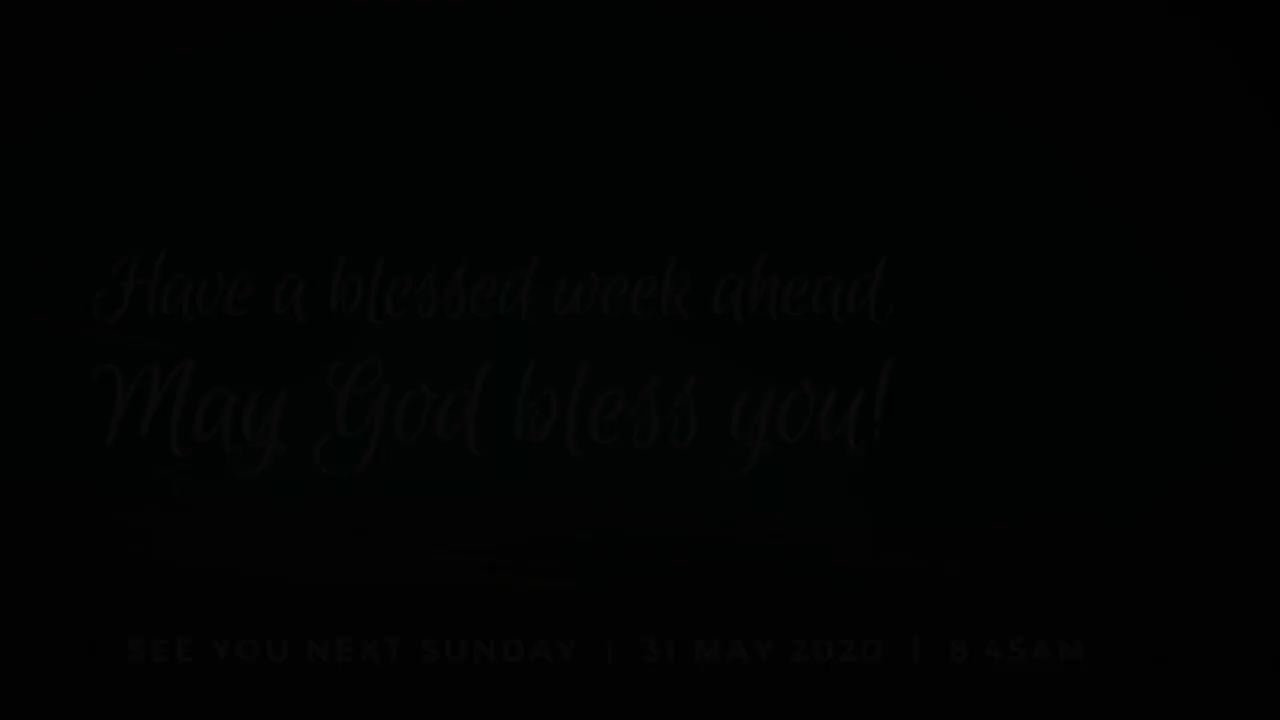 Have a blessed week ahead,
May God bless you!
SEE YOU NEXT SUNDAY | 31 MAY 2020 | 8.45AM